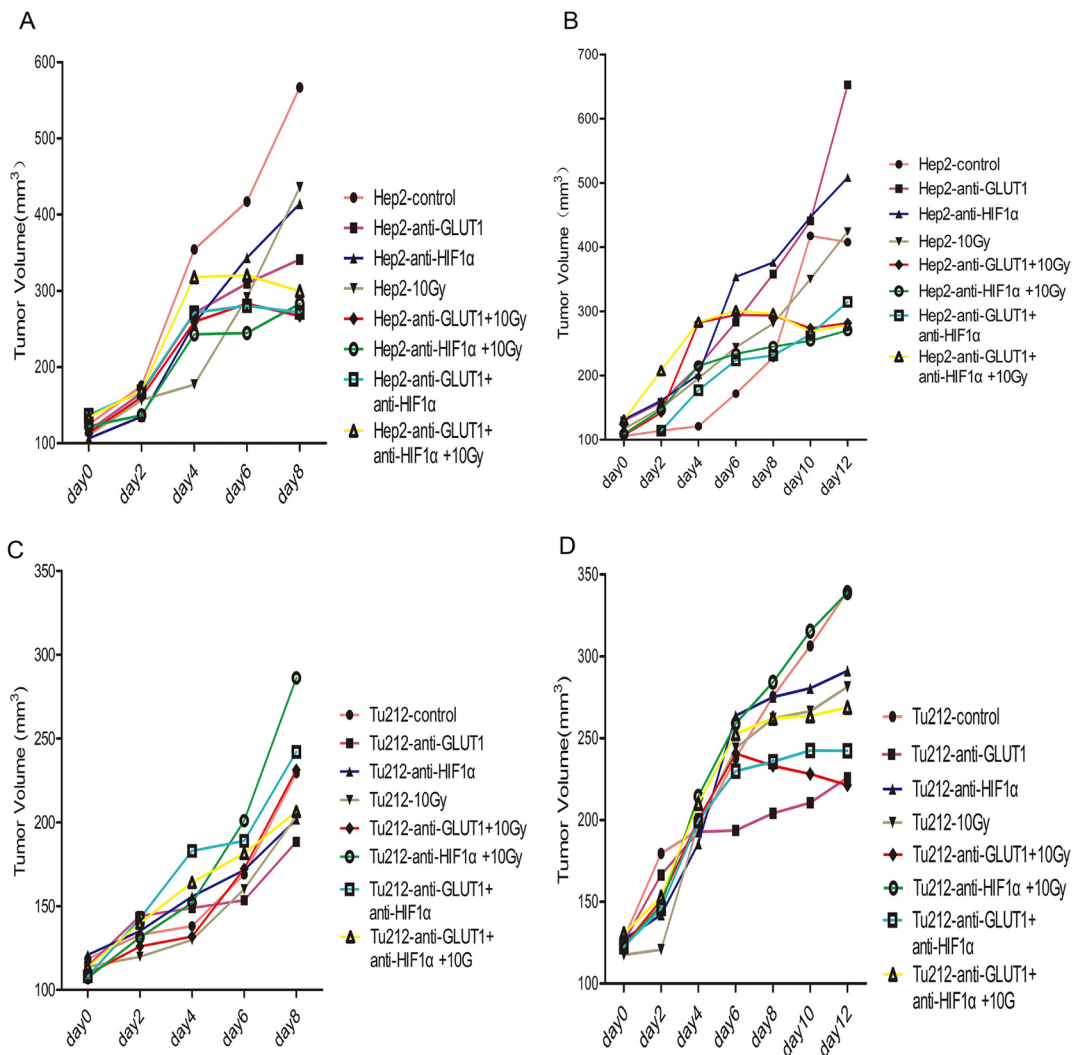 A
Tumor Volume(mm³)
600
500
400
300
200
100
day0
day2
day4
day6
day8
Hep2-control
Hep2-anti-GLUT1
Hep2-anti-HIF1α
Hep2-10Gy
Hep2-anti-GLUT1+10Gy
Hep2-anti-HIF1α +10Gy
Hep2-anti-GLUT1+
anti-HIF1α
Hep2-anti-GLUT1+
anti-HIF1α +10Gy
B
Tumor Volume (mm³)
700
600
500
400
300
200
100
day0
day2
day4
day6
day8
day10
day12
Hep2-control
Hep2-anti-GLUT1
Hep2-anti-HIF1α
Hep2-10Gy
Hep2-anti-GLUT1+10Gy
Hep2-anti-HIF1α +10Gy
Hep2-anti-GLUT1+
anti-HIF1α
Hep2-anti-GLUT1+
anti-HIF1α +10Gy
C
Tumor Volume (mm³)
350
300
250
200
150
100
day0
day2
day4
day6
day8
Tu212-control
Tu212-anti-GLUT1
Tu212-anti-HIF1α
Tu212-10Gy
Tu212-anti-GLUT1+10Gy
Tu212-anti-HIF1α +10Gy
Tu212-anti-GLUT1+
anti-HIF1α
Tu212-anti-GLUT1+
anti-HIF1α +10G
D
Tumor Volume(mm³)
350
300
250
200
150
100
day0
day2
day4
day6
day8
day10
day12
Tu212-control
Tu212-anti-GLUT1
Tu212-anti-HIF1α
Tu212-10Gy
Tu212-anti-GLUT1+10Gy
Tu212-anti-HIF1α +10Gy
Tu212-anti-GLUT1+
anti-HIF1α
Tu212-anti-GLUT1+
anti-HIF1α +10G